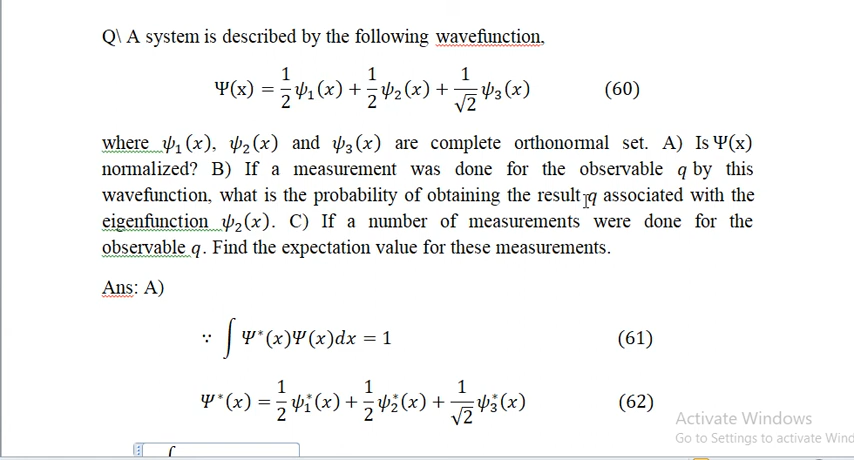 Q\ A system is described by the following wavefunction,
Ψ(x) = 1/2 ψ₁(x) + 1/2 ψ₂(x) + 1/√2 ψ₃(x) (60)
where ψ₁(x), ψ₂(x) and ψ₃(x) are complete orthonormal set. A) Is Ψ(x)
normalized? B) If a measurement was done for the observable q by this
wavefunction, what is the probability of obtaining the result q associated with the
eigenfunction ψ₂(x). C) If a number of measurements were done for the
observable q. Find the expectation value for these measurements.
Ans: A)
∵ ∫ Ψ*(x)Ψ(x)dx = 1 (61)
Ψ*(x) = 1/2 ψ₁*(x) + 1/2 ψ₂*(x) + 1/√2 ψ₃*(x) (62)
Activate Windows
Go to Settings to activate Wind